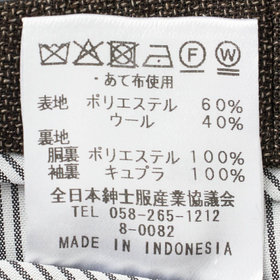 F W
・あて布使用
表地 ポリエステル 60%
ウール 40%
裏地
胴裏 ポリエステル 100%
袖裏 キュプラ 100%
全日本紳士服産業協議会
TEL 058-265-1212
8-0082
MADE IN INDONESIA